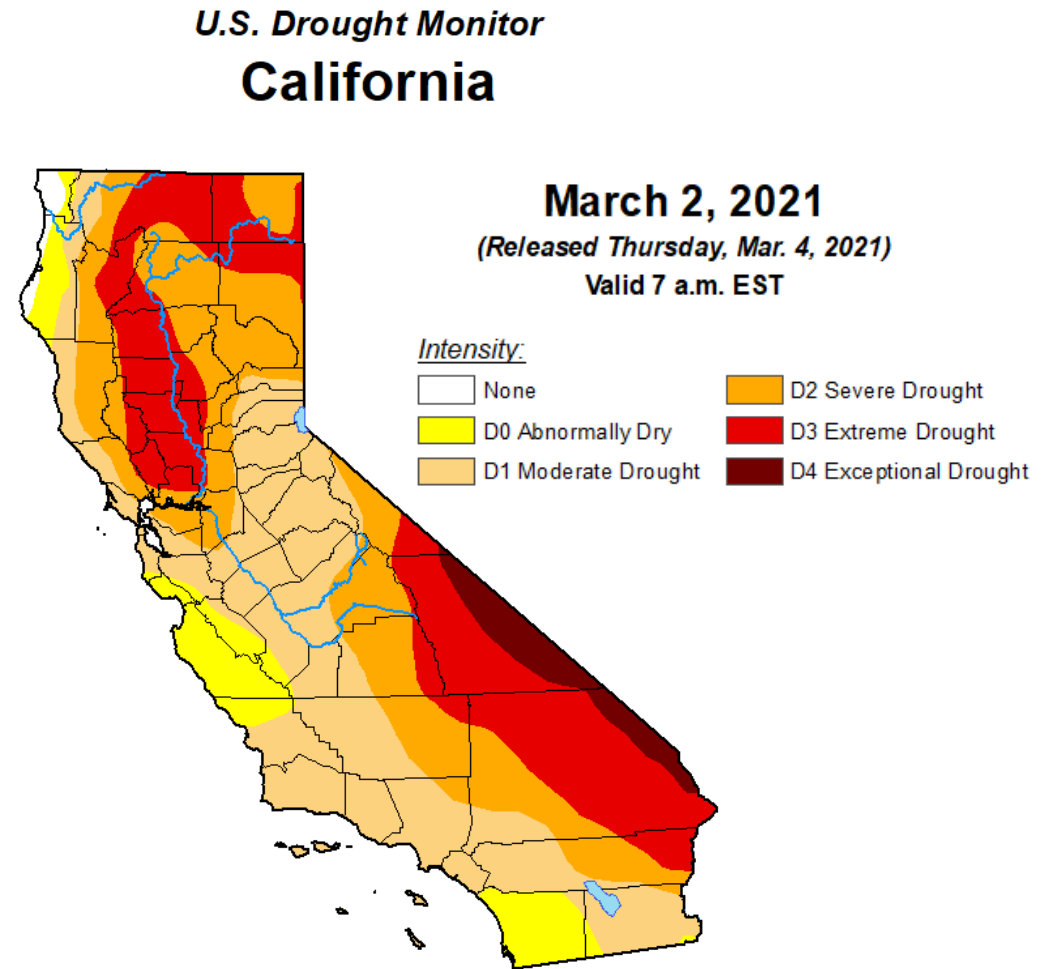 U.S. Drought Monitor
California
March 2, 2021
(Released Thursday, Mar. 4, 2021)
Valid 7 a.m. EST
Intensity:
None
D0 Abnormally Dry
D1 Moderate Drought
D2 Severe Drought
D3 Extreme Drought
D4 Exceptional Drought